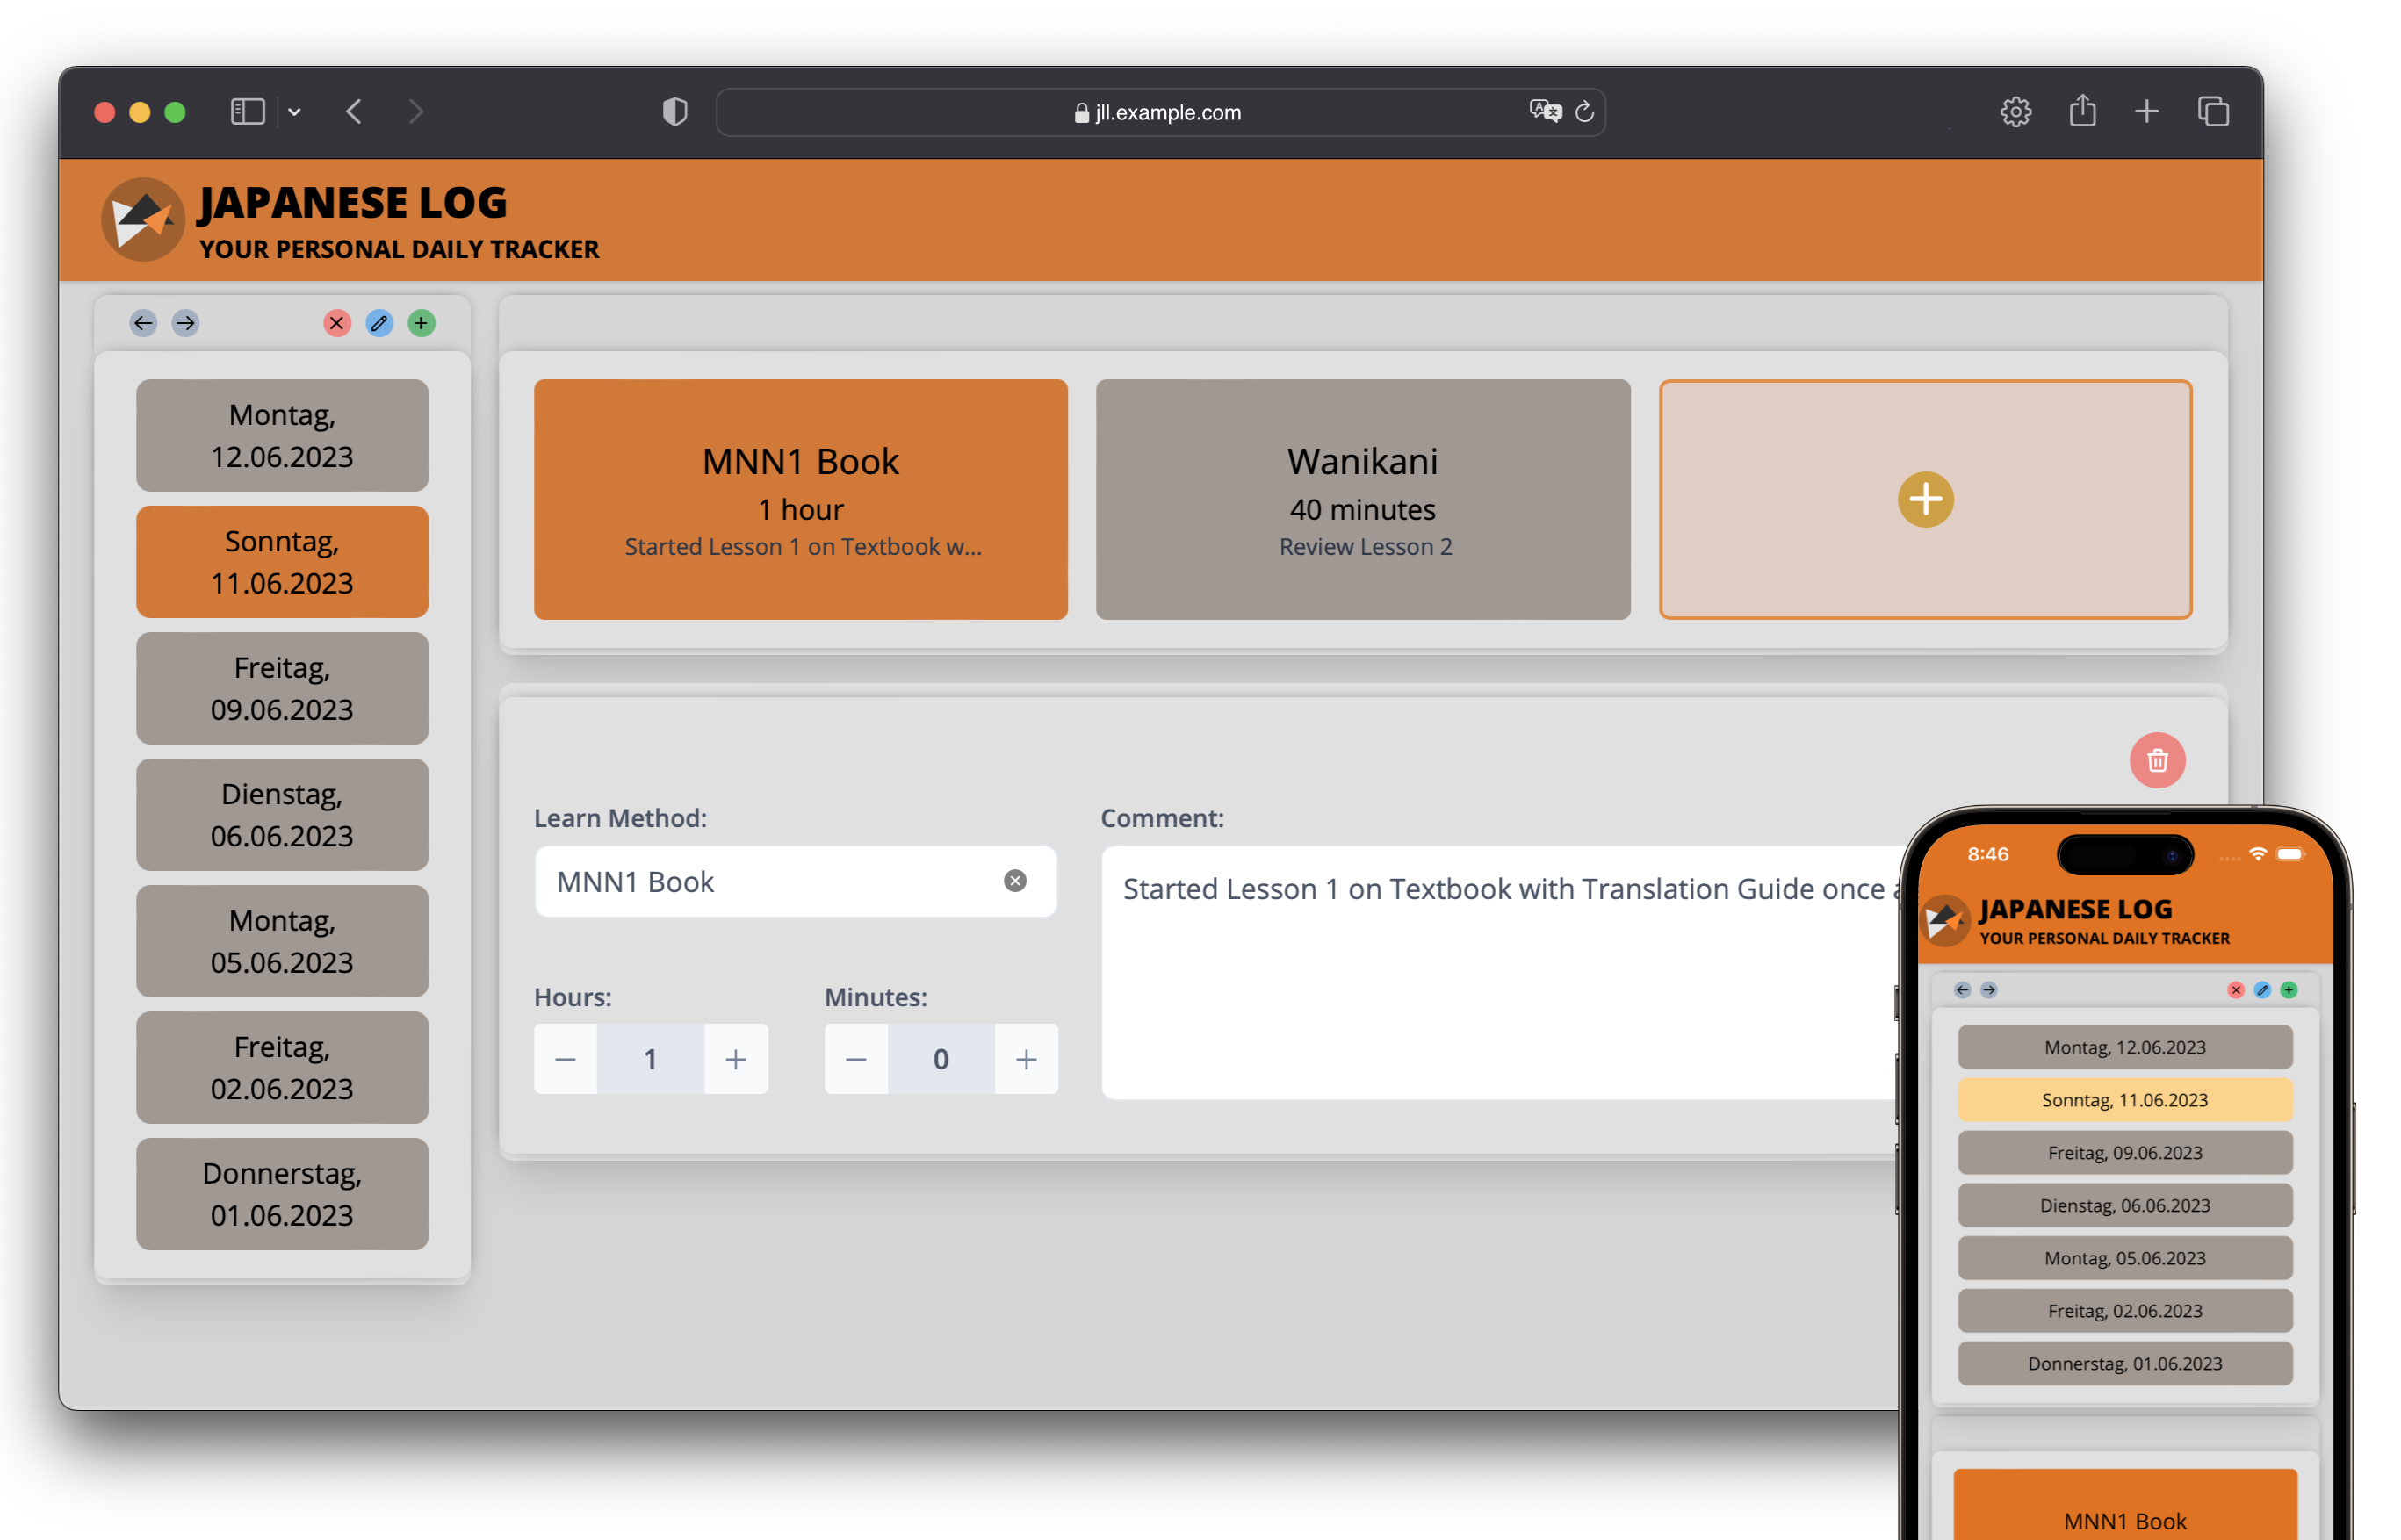 jll.example.com
JAPANESE LOG
YOUR PERSONAL DAILY TRACKER
Montag,
12.06.2023
Sonntag,
11.06.2023
Freitag,
09.06.2023
Dienstag,
06.06.2023
Montag,
05.06.2023
Freitag,
02.06.2023
Donnerstag,
01.06.2023
MNN1 Book
1 hour
Started Lesson 1 on Textbook w...
Wanikani
40 minutes
Review Lesson 2
Learn Method:
MNN1 Book
Hours:
1
Minutes:
0
Comment:
Started Lesson 1 on Textbook with Translation Guide once
8:46
JAPANESE LOG
YOUR PERSONAL DAILY TRACKER
Montag, 12.06.2023
Sonntag, 11.06.2023
Freitag, 09.06.2023
Dienstag, 06.06.2023
Montag, 05.06.2023
Freitag, 02.06.2023
Donnerstag, 01.06.2023
MNN1 Book